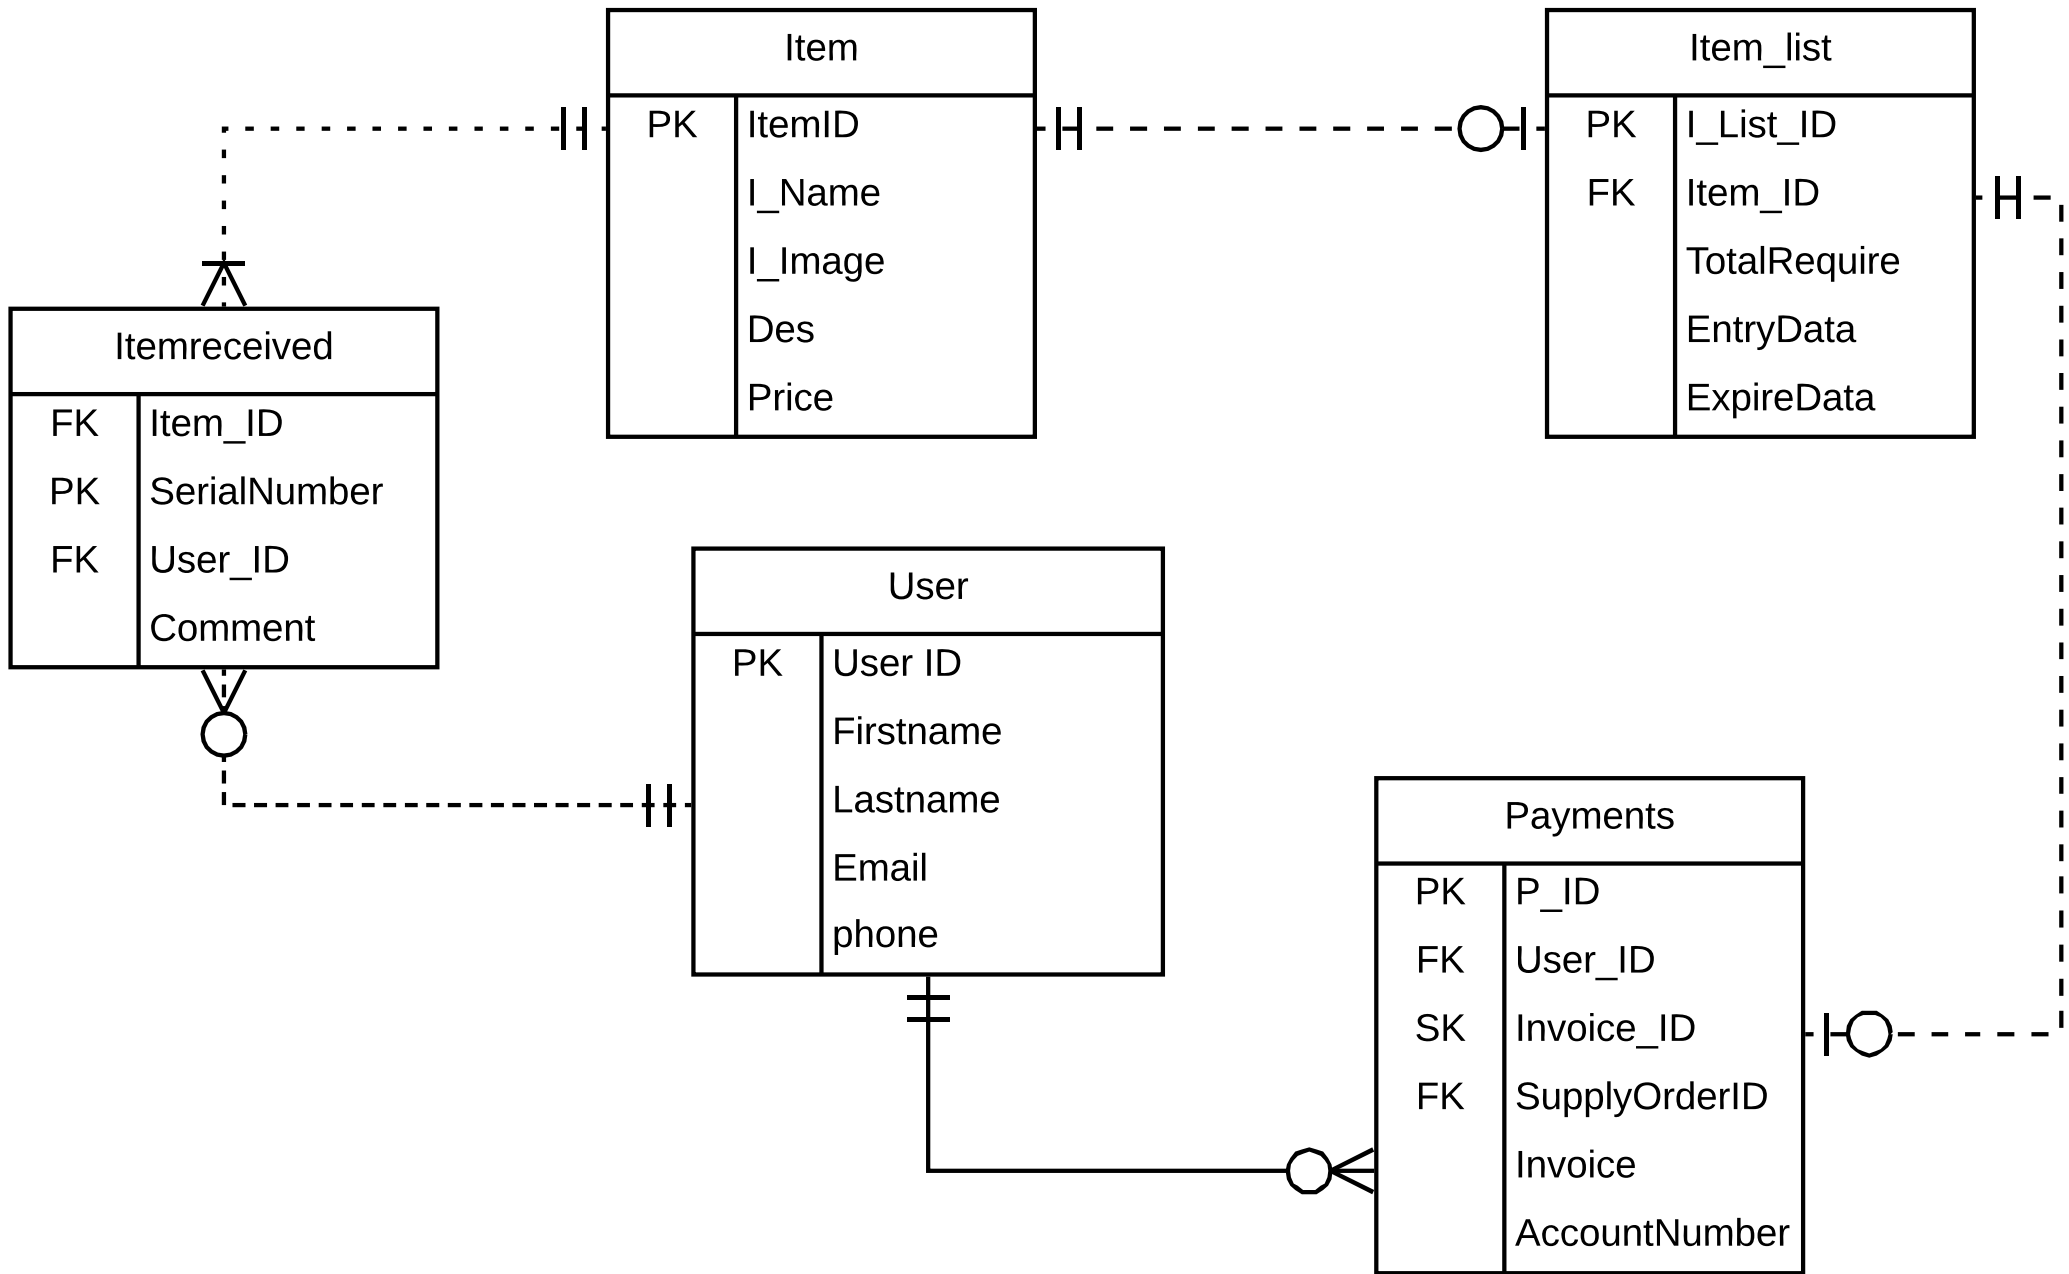 Item
PK ItemID
I_Name
I_Image
Des
Price
Item_list
PK I_List_ID
FK Item_ID
TotalRequire
EntryData
ExpireData
Itemreceived
FK Item_ID
PK SerialNumber
FK User_ID
Comment
User
PK User ID
Firstname
Lastname
Email
phone
Payments
PK P_ID
FK User_ID
SK Invoice_ID
FK SupplyOrderID
Invoice
AccountNumber